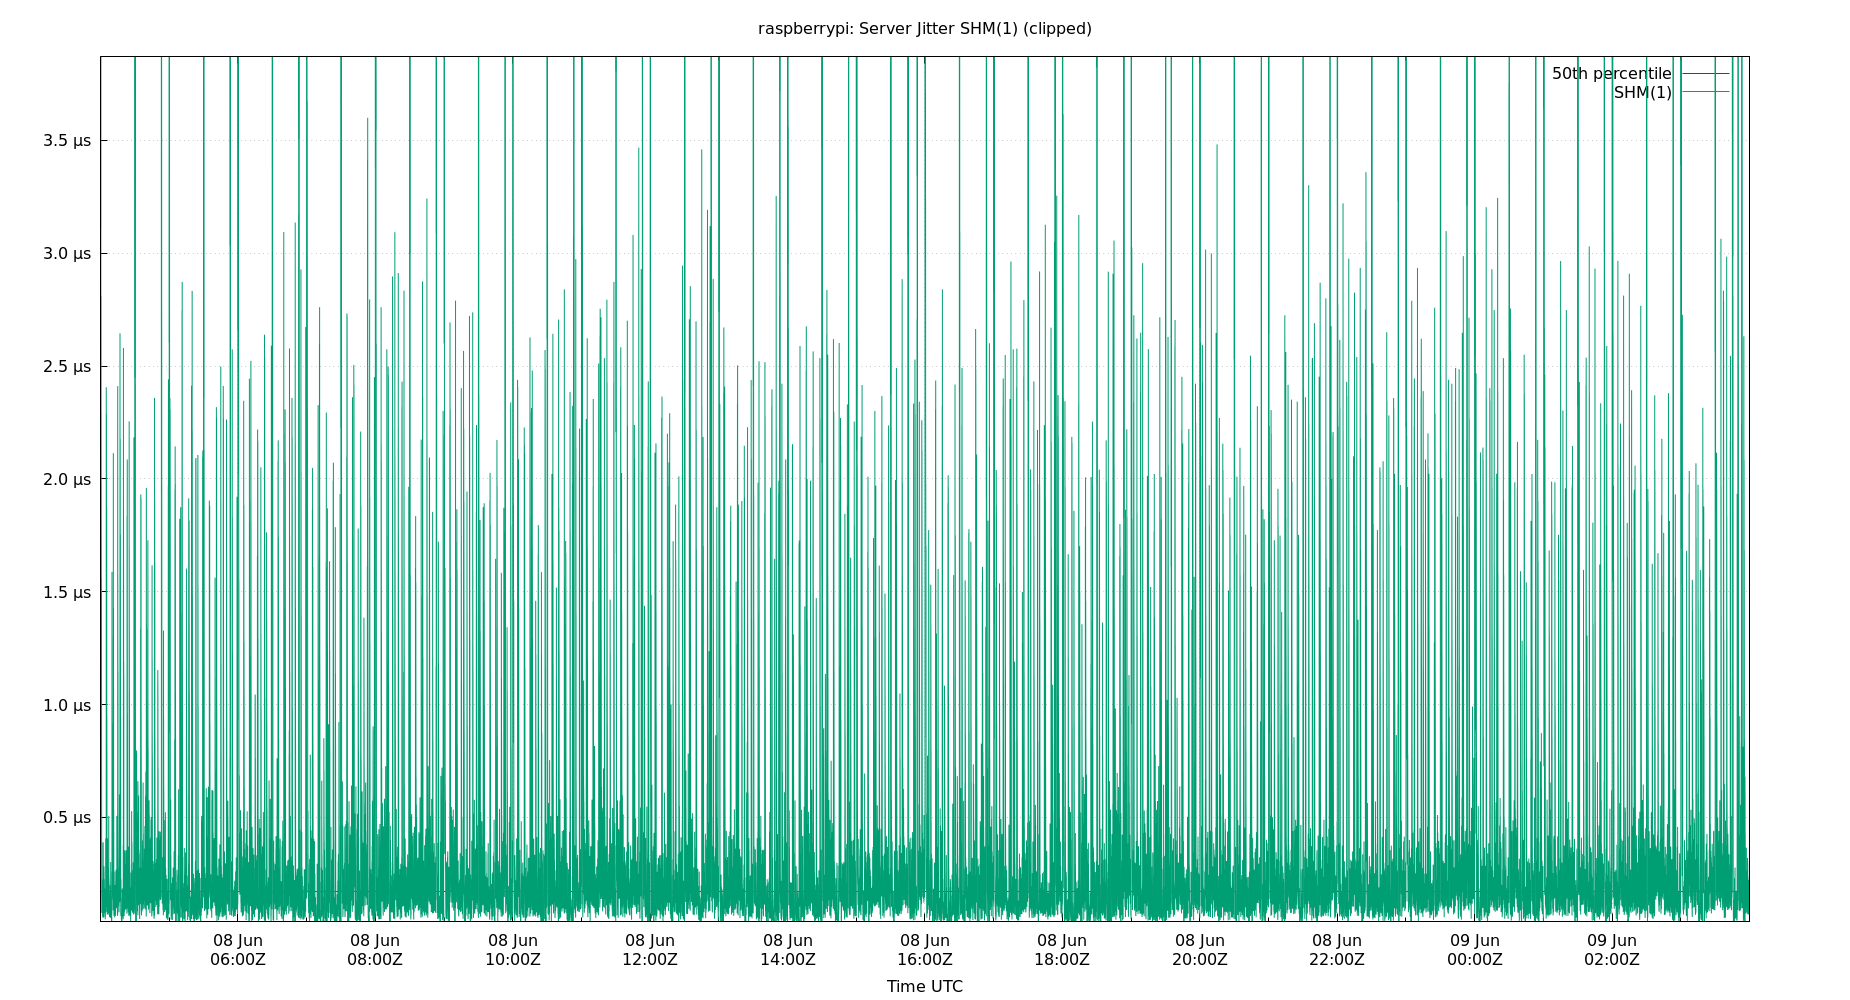 raspberrypi: Server Jitter SHM(1) (clipped)
50th percentile
SHM(1)
3.5 µs
3.0 µs
2.5 µs
2.0 µs
1.5 µs
1.0 µs
0.5 µs
08 Jun 08 Jun 08 Jun 08 Jun 08 Jun 08 Jun 08 Jun 08 Jun 08 Jun 09 Jun 09 Jun
06:00Z 08:00Z 10:00Z 12:00Z 14:00Z 16:00Z 18:00Z 20:00Z 22:00Z 00:00Z 02:00Z
Time UTC